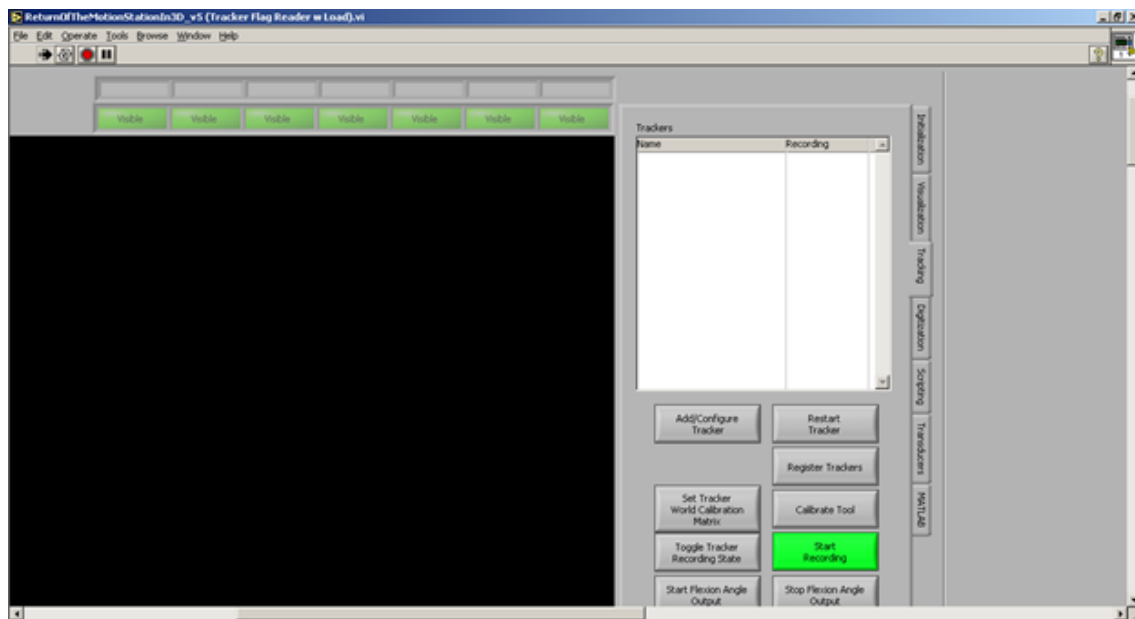 ReturnOfTheMotionStationIn3D_v5 (Tracker Flag Reader w Load).vi
File Edit Operate Tools Browse Window Help
Visible Visible Visible Visible Visible Visible Visible
Trackers
Name Recording
Initialization
Visualization
Tracking
Digitization
Scripting
Transducers
MATLAB
Add/Configure
Tracker
Restart
Tracker
Register Trackers
Set Tracker
World Calibration
Matrix
Calibrate Tool
Toggle Tracker
Recording State
Start
Recording
Start Flexion Angle
Output
Stop Flexion Angle
Output